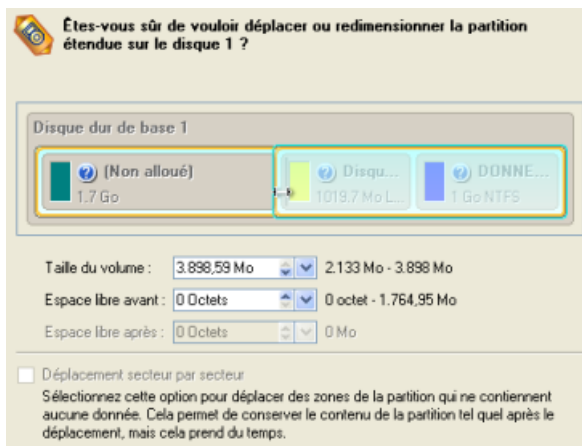 Êtes-vous sûr de vouloir déplacer ou redimensionner la partition
étendue sur le disque 1 ?
Disque dur de base 1
(Non alloué)
1.7 Go
Disqu...
1019.7 Mo L...
DONNE...
1 Go NTFS
Taille du volume : 3.898,59 Mo 2.133 Mo - 3.898 Mo
Espace libre avant : 0 Octets 0 octet - 1.764,95 Mo
Espace libre après : 0 Octets 0 Mo
Déplacement secteur par secteur
Sélectionnez cette option pour déplacer des zones de la partition qui ne contiennent
aucune donnée. Cela permet de conserver le contenu de la partition tel quel après le
déplacement, mais cela prend du temps.